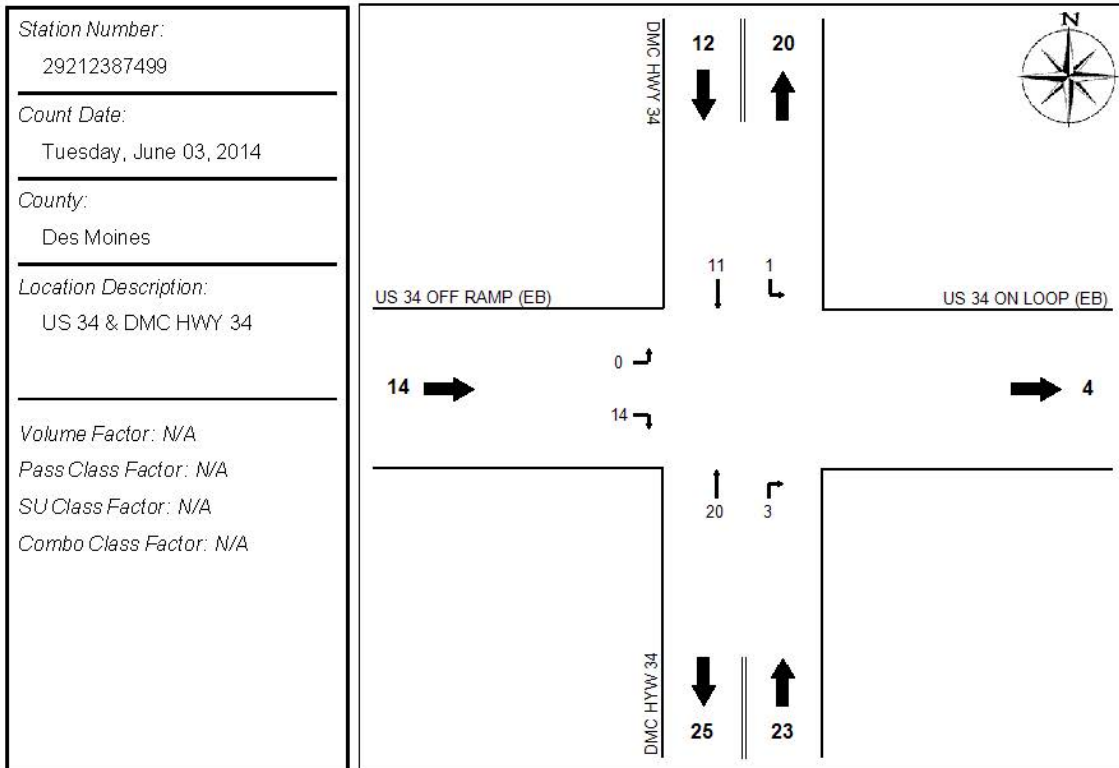 Station Number:
29212387499
Count Date:
Tuesday, June 03, 2014
County:
Des Moines
Location Description:
US 34 & DMC HWY 34
Volume Factor: N/A
Pass Class Factor: N/A
SU Class Factor: N/A
Combo Class Factor: N/A
N
DMC HWY 34
12
20
11
1
US 34 OFF RAMP (EB)
US 34 ON LOOP (EB)
0
14
4
14
20
3
DMC HYW 34
25
23